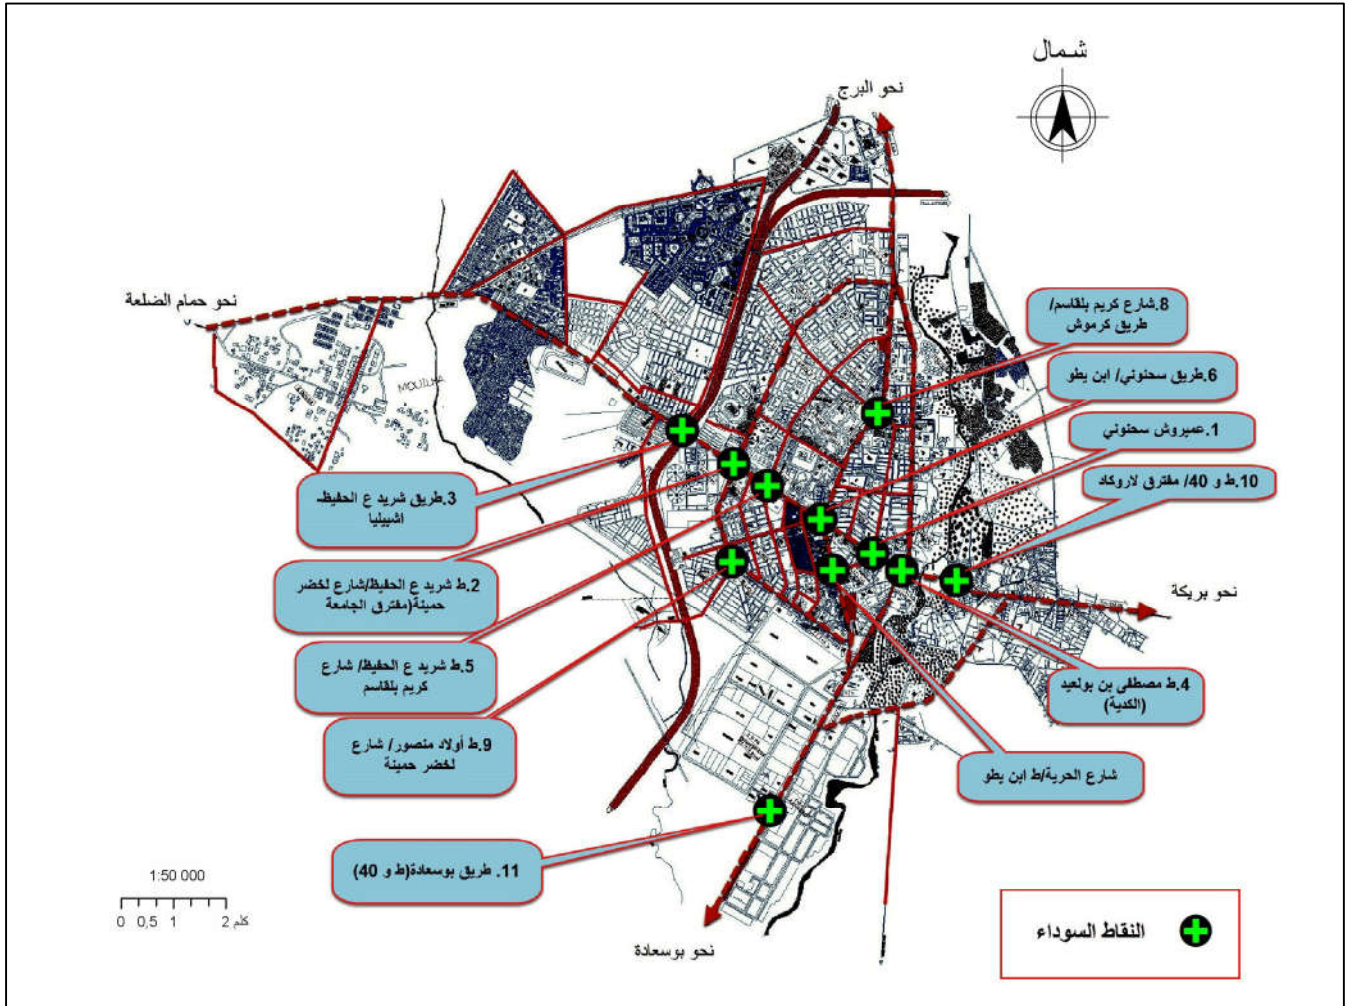 شمال
نحو البرج
نحو حمام الضلعة
8.شارع كريم بلقاسم/
طريق كرموش
6.طريق سحنوني/ ابن يطو
1.عميروش سحنوني
10.ط و 40/ مفترق لاروكاد
3.طريق شريد ع الحفيظ-
اشبيليا
2.ط شريد ع الحفيظ/شارع لخضر
حمينة(مفترق الجامعة
نحو بريكة
5.ط شريد ع الحفيظ/ شارع
كريم بلقاسم
4.ط مصطفى بن بولعيد
(الكدية)
9.ط أولاد منصور/ شارع
لخضر حمينة
شارع الحرية/ط ابن يطو
11. طريق بوسعادة(ط و 40)
1:50 000
0 0,5 1 2 كلم
نحو بوسعادة
النقاط السوداء